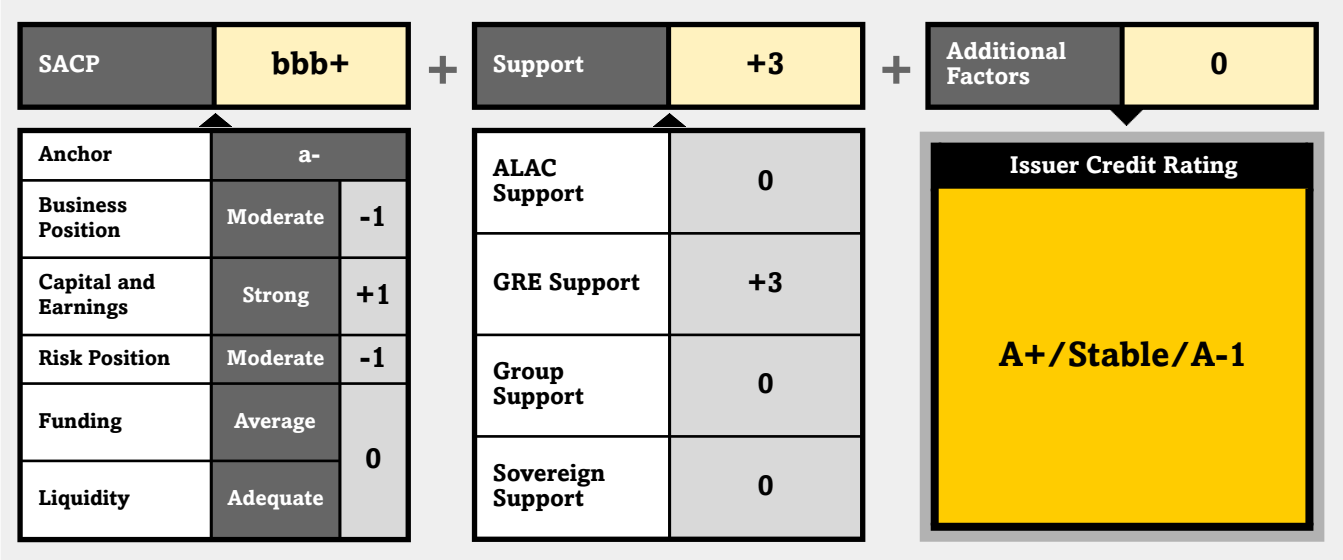 SACP bbb+ + Support +3 + Additional Factors 0
Anchor a-
Business Position Moderate -1
Capital and Earnings Strong +1
Risk Position Moderate -1
Funding Average 0
Liquidity Adequate
ALAC Support 0
GRE Support +3
Group Support 0
Sovereign Support 0
Issuer Credit Rating
A+/Stable/A-1